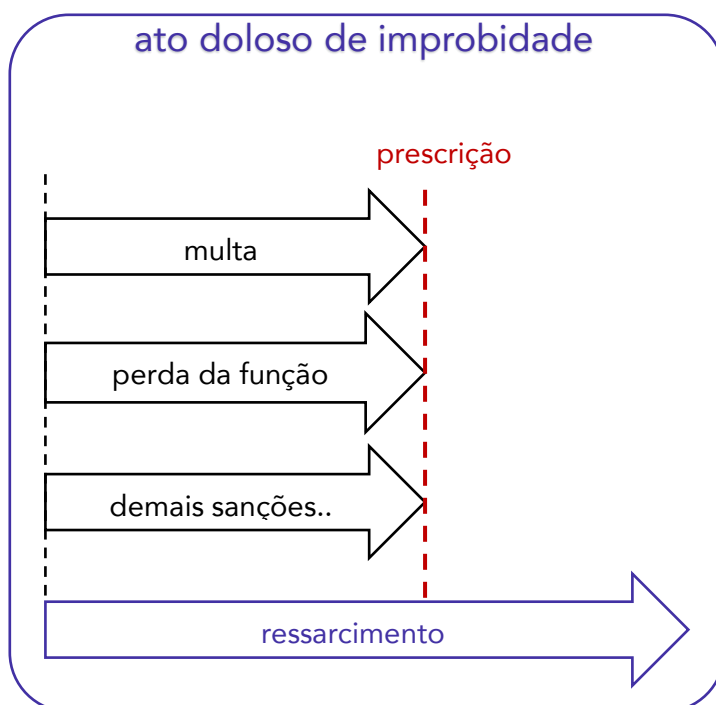 ato doloso de improbidade
prescrição
multa
perda da função
demais sanções..
ressarcimento